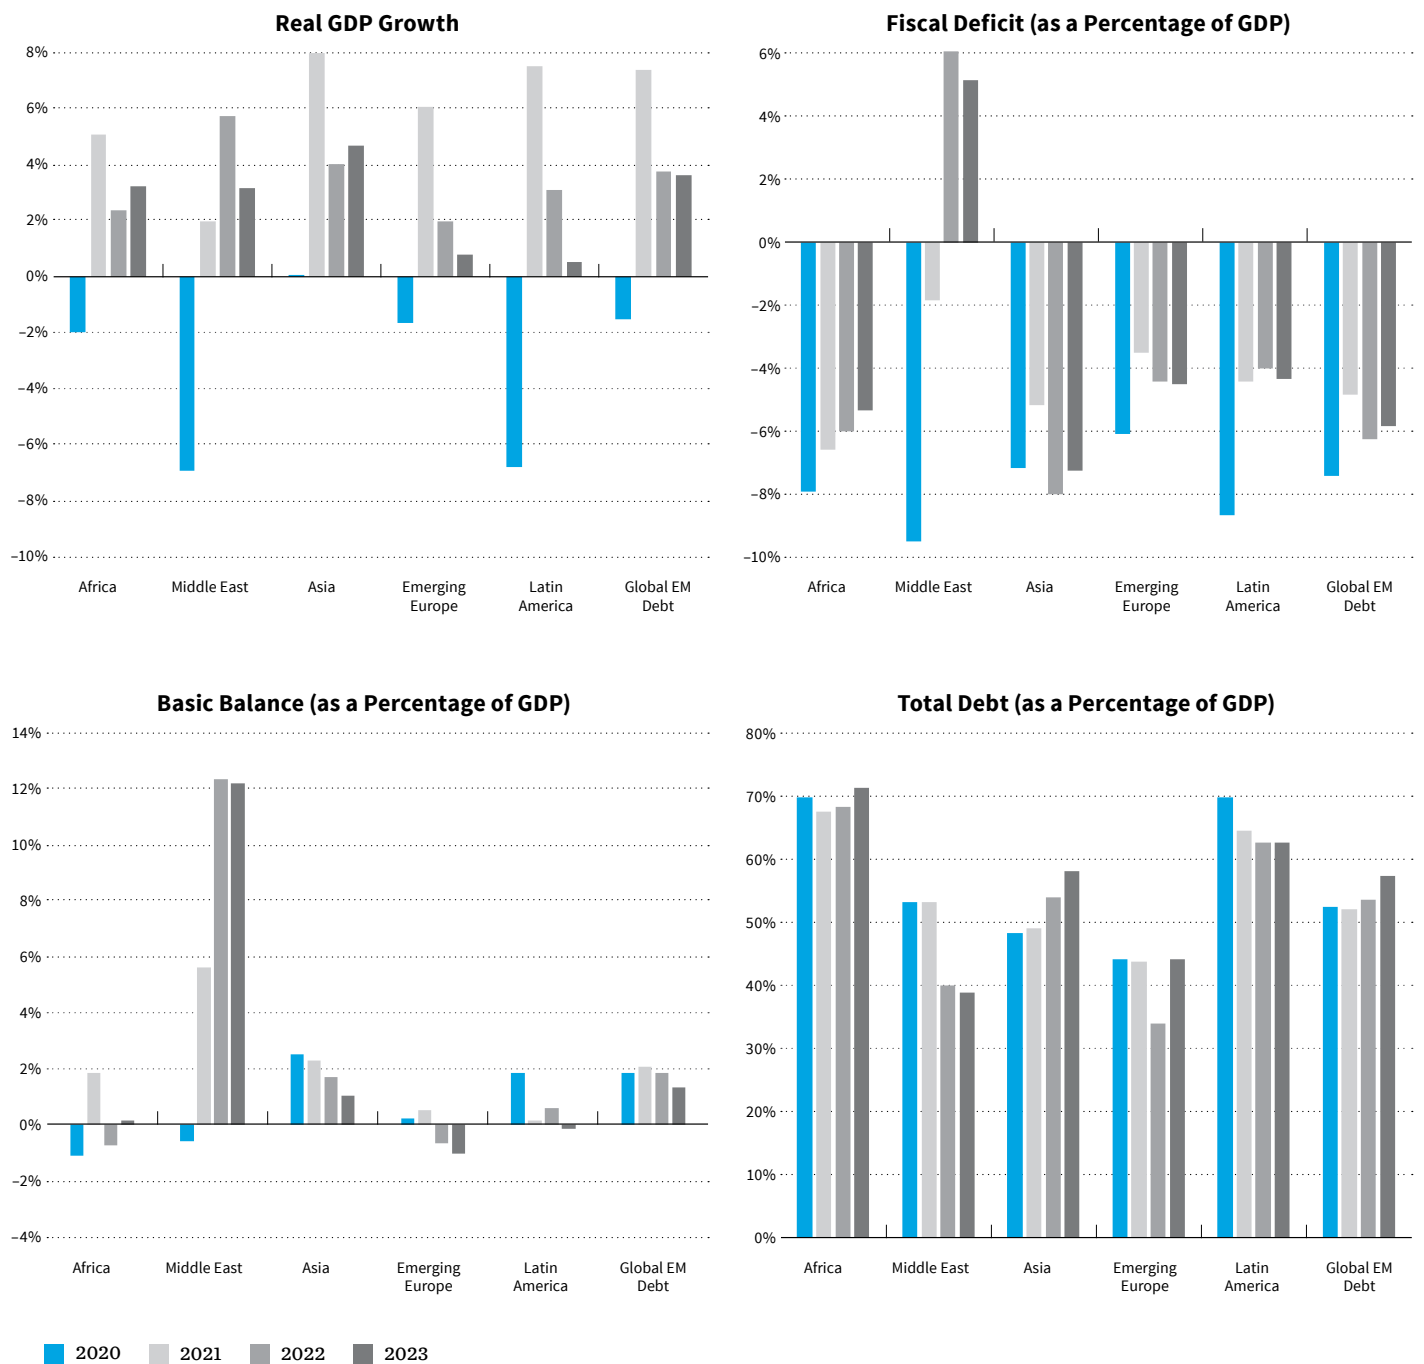 Real GDP Growth
8%
6%
4%
2%
0%
–2%
–4%
–6%
–8%
–10%
Africa
Middle East
Asia
Emerging
Europe
Latin
America
Global EM
Debt
Fiscal Deficit (as a Percentage of GDP)
6%
4%
2%
0%
–2%
–4%
–6%
–8%
–10%
Africa
Middle East
Asia
Emerging
Europe
Latin
America
Global EM
Debt
Basic Balance (as a Percentage of GDP)
14%
12%
10%
8%
6%
4%
2%
0%
–2%
–4%
Africa
Middle East
Asia
Emerging
Europe
Latin
America
Global EM
Debt
Total Debt (as a Percentage of GDP)
80%
70%
60%
50%
40%
30%
20%
10%
0%
Africa
Middle East
Asia
Emerging
Europe
Latin
America
Global EM
Debt
2020 2021 2022 2023